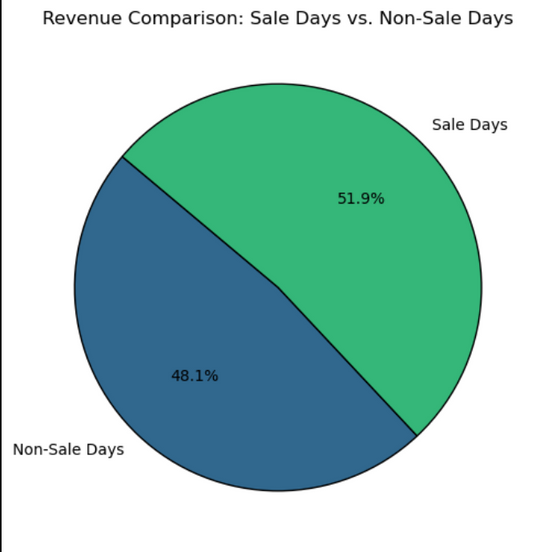 Revenue Comparison: Sale Days vs. Non-Sale Days
Sale Days
51.9%
48.1%
Non-Sale Days